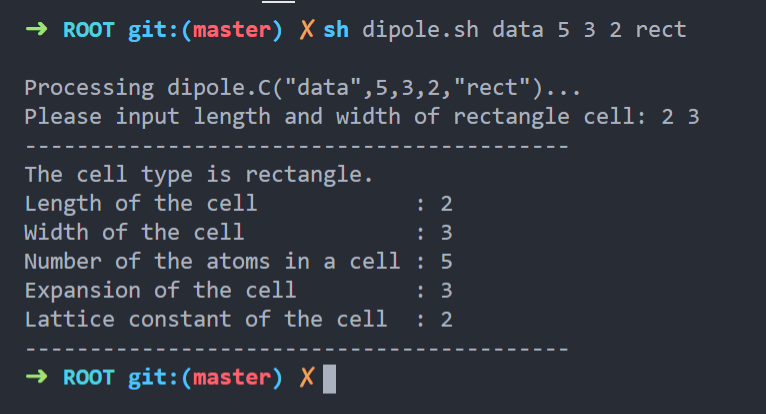 ➜ ROOT git:(master) ✗ sh dipole.sh data 5 3 2 rect
Processing dipole.C("data",5,3,2,"rect")...
Please input length and width of rectangle cell: 2 3
------------------------------------------
The cell type is rectangle.
Length of the cell            : 2
Width of the cell             : 3
Number of the atoms in a cell : 5
Expansion of the cell         : 3
Lattice constant of the cell  : 2
------------------------------------------
➜ ROOT git:(master) ✗